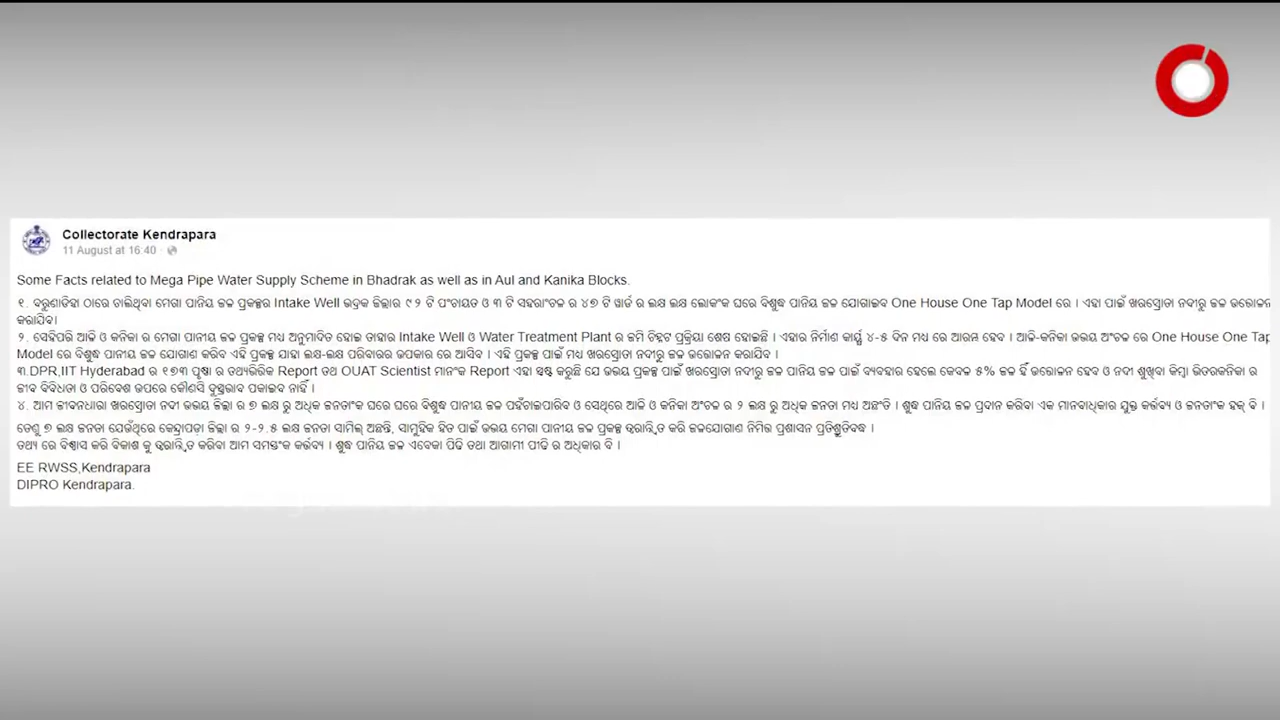 Collectorate Kendrapara
11 August at 16:40
Some Facts related to Mega Pipe Water Supply Scheme in Bhadrak as well as in Aul and Kanika Blocks.
୧. ବରୁଣାଡିହା ଠାରେ ଚାଲିଥିବା ମେଗା ପାନିୟ ଜଳ ପ୍ରକଳ୍ପର Intake Well ଭଦ୍ରକ ଜିଲ୍ଲାର ୯୨ ଟି ପଂଚାୟତ ଓ ୩ ଟି ସହରାଂଚଳ ର ୪୭ ଟି ୱାର୍ଡ ର ଲକ୍ଷ ଲକ୍ଷ ଲୋକଂକ ଘରେ ବିଶୁଦ୍ଧ ପାନିୟ ଜଳ ଯୋଗାଇବ One House One Tap Model ରେ । ଏହା ପାଇଁ ଖରସ୍ରୋତା ନଦୀରୁ ଜଳ ଉତ୍ତୋଳନ
କରାଯିବ।
୨. ସେହିପରି ଆଳି ଓ କନିକା ର ମେଗା ପାନୀୟ ଜଳ ପ୍ରକଳ୍ପ ମଧ୍ୟ ଅନୁମୋଦିତ ହୋଇ ତାହାର Intake Well ଓ Water Treatment Plant ର ଜମି ଚିହ୍ନଟ ପ୍ରକ୍ରିୟା ଶେଷ ହୋଇଛି । ଏହାର ନିର୍ମାଣ କାର୍ଯ୍ୟ ୪-୫ ଦିନ ମଧ୍ୟ ରେ ଆରମ୍ଭ ହେବ । ଆଳି-କନିକା ଉଭୟ ଅଂଚଳ ରେ One House One Tap
Model ରେ ବିଶୁଦ୍ଧ ପାନୀୟ ଜଳ ଯୋଗାଣ କରିବ ଏହି ପ୍ରକଳ୍ପ ଯାହା ଲକ୍ଷ-ଲକ୍ଷ ପରିବାରର ଉପକାର ରେ ଆସିବ । ଏହି ପ୍ରକଳ୍ପ ପାଇଁ ମଧ୍ୟ ଖରସ୍ରୋତା ନଦୀରୁ ଜଳ ଉତ୍ତୋଳନ କରାଯିବ ।
୩.DPR,IIT Hyderabad ର ୧୭୩ ପୃଷ୍ଠା ର ତଥ୍ୟଭିତ୍ତିକ Report ତଥ OUAT Scientist ମାନଂକ Report ଏହା ସ୍ପଷ୍ଟ କରୁଛି ଯେ ଉଭୟ ପ୍ରକଳ୍ପ ପାଇଁ ଖରସ୍ରୋତା ନଦୀରୁ ଜଳ ପାନିୟ ଜଳ ପାଇଁ ବ୍ୟବହାର ହେଲେ କେବଳ ୫% ଜଳ ହିଁ ଉତ୍ତୋଳନ ହେବ ଓ ନଦୀ ଶୁଖିବା କିମ୍ବା ଭିତରକନିକା ର
ଜୀବ ବିବିଧତା ଓ ପରିବେଶ ଉପରେ କୌଣସି ଦୁଷ୍ପ୍ରଭାବ ପକାଇବ ନାହିଁ ।
୪. ଆମ ଜୀବନଧାରା ଖରସ୍ରୋତା ନଦୀ ଉଭୟ ଜିଲ୍ଲା ର ୭ ଲକ୍ଷ ରୁ ଅଧିକ ଜନତାଂକ ଘରେ ଘରେ ବିଶୁଦ୍ଧ ପାନୀୟ ଜଳ ପହଁଚାଇପାରିବ ଓ ସେଥିରେ ଆଳି ଓ କନିକା ଅଂଚଳ ର ୨ ଲକ୍ଷ ରୁ ଅଧିକ ଜନତା ମଧ୍ୟ ଅଛଂତି । ଶୁଦ୍ଧ ପାନିୟ ଜଳ ପ୍ରଦାନ କରିବା ଏକ ମାନବାଧିକାର ଯୁକ୍ତ କର୍ତ୍ତବ୍ୟ ଓ ଜନତାଂକ ହକ୍ ବି ।
ତେଣୁ ୭ ଲକ୍ଷ ଜନତା ଯେଉଁଥିରେ କେନ୍ଦ୍ରାପଡ଼ା ଜିଲ୍ଲା ର ୨-୨.୫ ଲକ୍ଷ ଜନତା ସାମିଲ୍ ଅଛନ୍ତି, ସାମୁହିକ ହିତ ପାଇଁ ଉଭୟ ମେଗା ପାନୀୟ ଜଳ ପ୍ରକଳ୍ପ ତ୍ୱରାନ୍ୱିତ କରି ଜଳଯୋଗାଣ ନିମିତ୍ତ ପ୍ରଶାସନ ପ୍ରତିଶ୍ରୁତିବଦ୍ଧ ।
ତଥ୍ୟ ରେ ବିଶ୍ୱାସ କରି ବିକାଶ କୁ ତ୍ୱରାନ୍ୱିତ କରିବା ଆମ ସମସ୍ତଂକ କର୍ତ୍ତବ୍ୟ । ଶୁଦ୍ଧ ପାନିୟ ଜଳ ଏବେକା ପିଢି ତଥା ଆଗାମୀ ପୀଢି ର ଅଧିକାର ବି ।
EE RWSS,Kendrapara
DIPRO Kendrapara.